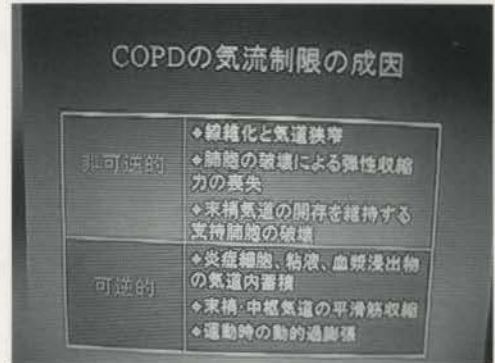 COPDの気流制限の成因
非可逆的
◆線維化と気道狭窄
◆肺胞の破壊による弾性収縮
力の喪失
◆末梢気道の開存を維持する
支持肺胞の破壊
可逆的
◆炎症細胞、粘液、血漿浸出物
の気道内蓄積
◆末梢・中枢気道の平滑筋収縮
◆運動時の動的過膨張